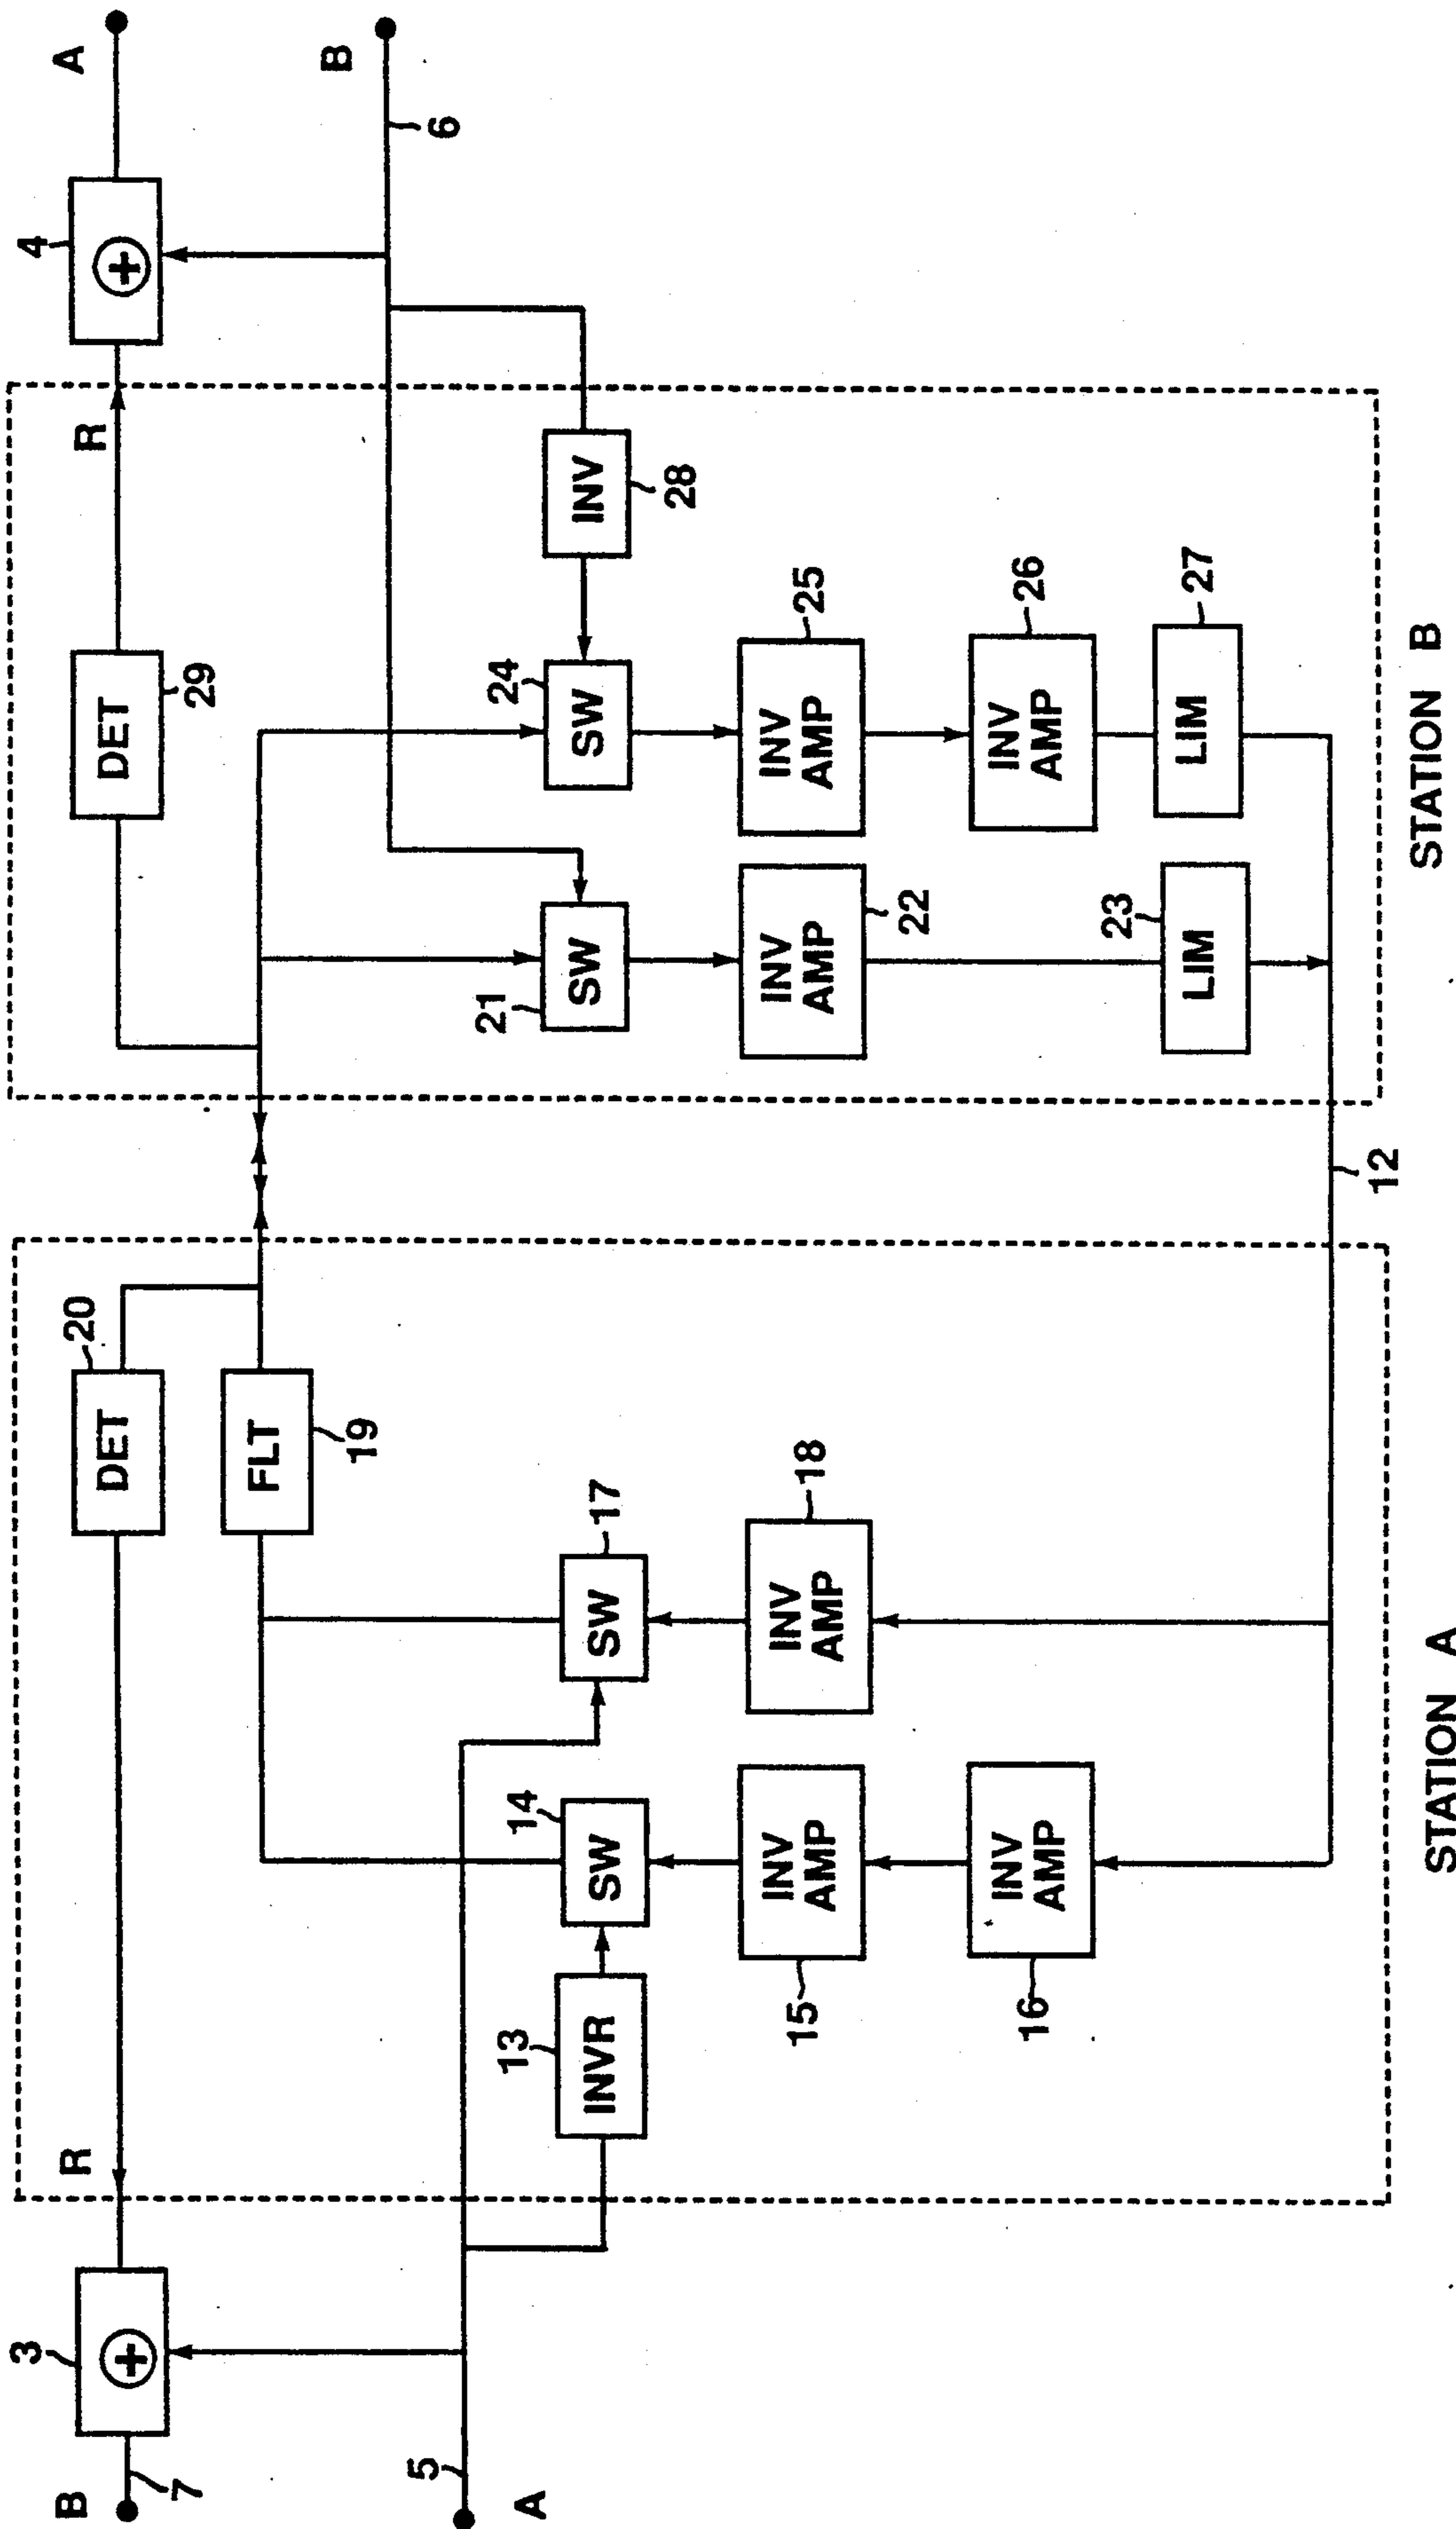 B
7
3
+
R
DET
20
DET
29
R
4
+
A
5
A
INVR
13
SW
14
FLT
19
SW
17
INV
AMP
15
INV
AMP
16
INV
AMP
18
STATION A
12
SW
21
SW
24
INV
28
B
6
INV
AMP
22
INV
AMP
25
INV
AMP
26
LIM
23
LIM
27
STATION B